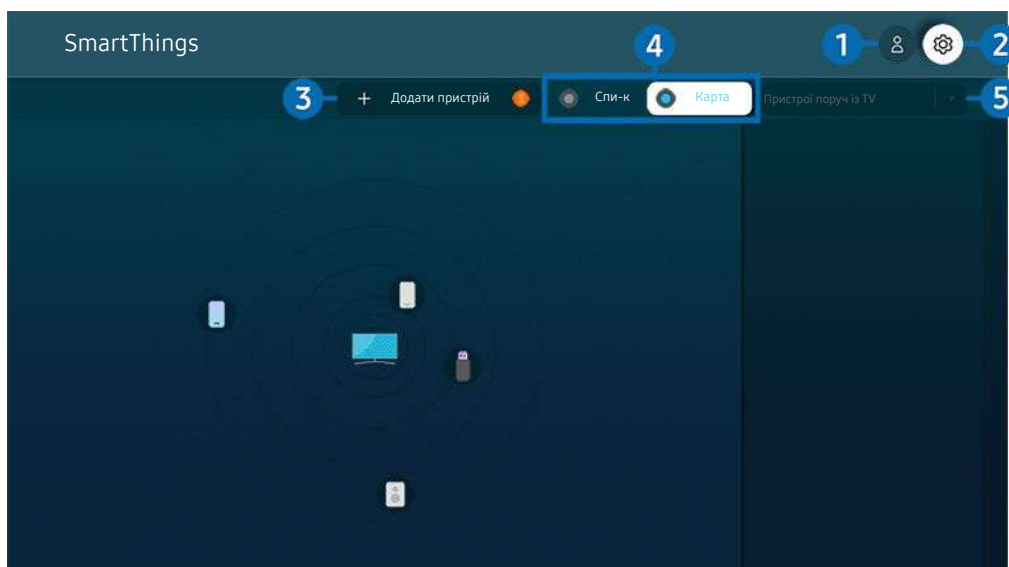 SmartThings
4
1
2
3
+ Додати пристрій
Спи-к
Карта
Пристрої поруч із TV
5